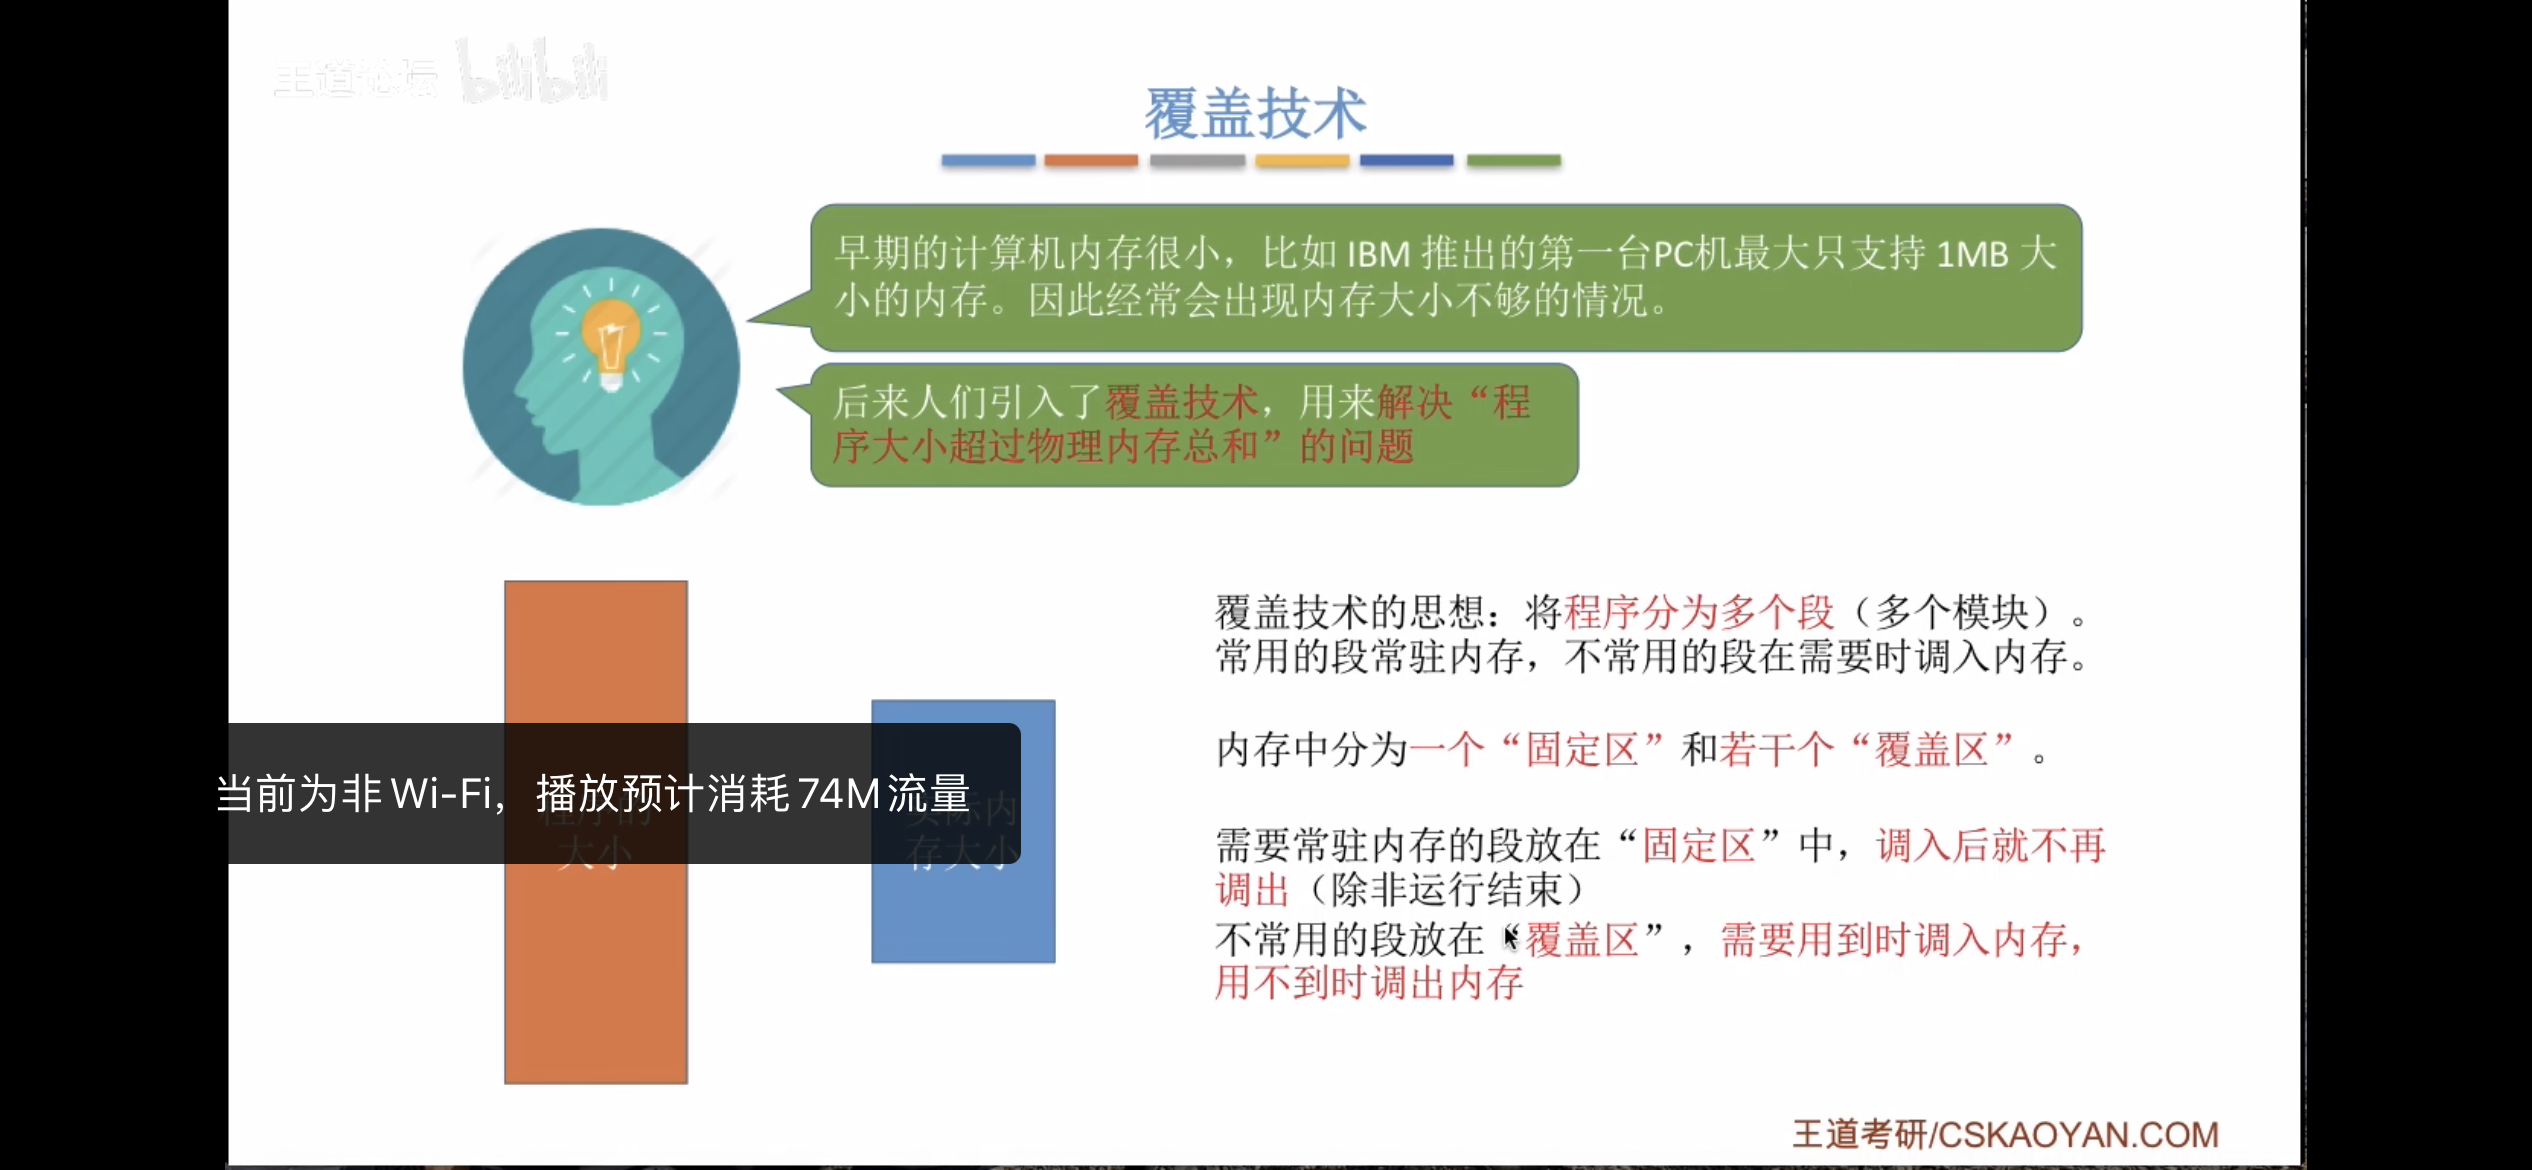 王道论坛 bilibili
覆盖技术
早期的计算机内存很小，比如 IBM 推出的第一台PC机最大只支持 1MB 大
小的内存。因此经常会出现内存大小不够的情况。
后来人们引入了覆盖技术，用来解决“程
序大小超过物理内存总和”的问题
当前为非Wi-Fi，播放预计消耗74M流量
程序的
大小
实际内
存大小
覆盖技术的思想：将程序分为多个段（多个模块）。
常用的段常驻内存，不常用的段在需要时调入内存。
内存中分为一个“固定区”和若干个“覆盖区”。
需要常驻内存的段放在“固定区”中，调入后就不再
调出（除非运行结束）
不常用的段放在“覆盖区”，需要用到时调入内存，
用不到时调出内存
王道考研/CSKAOYAN.COM